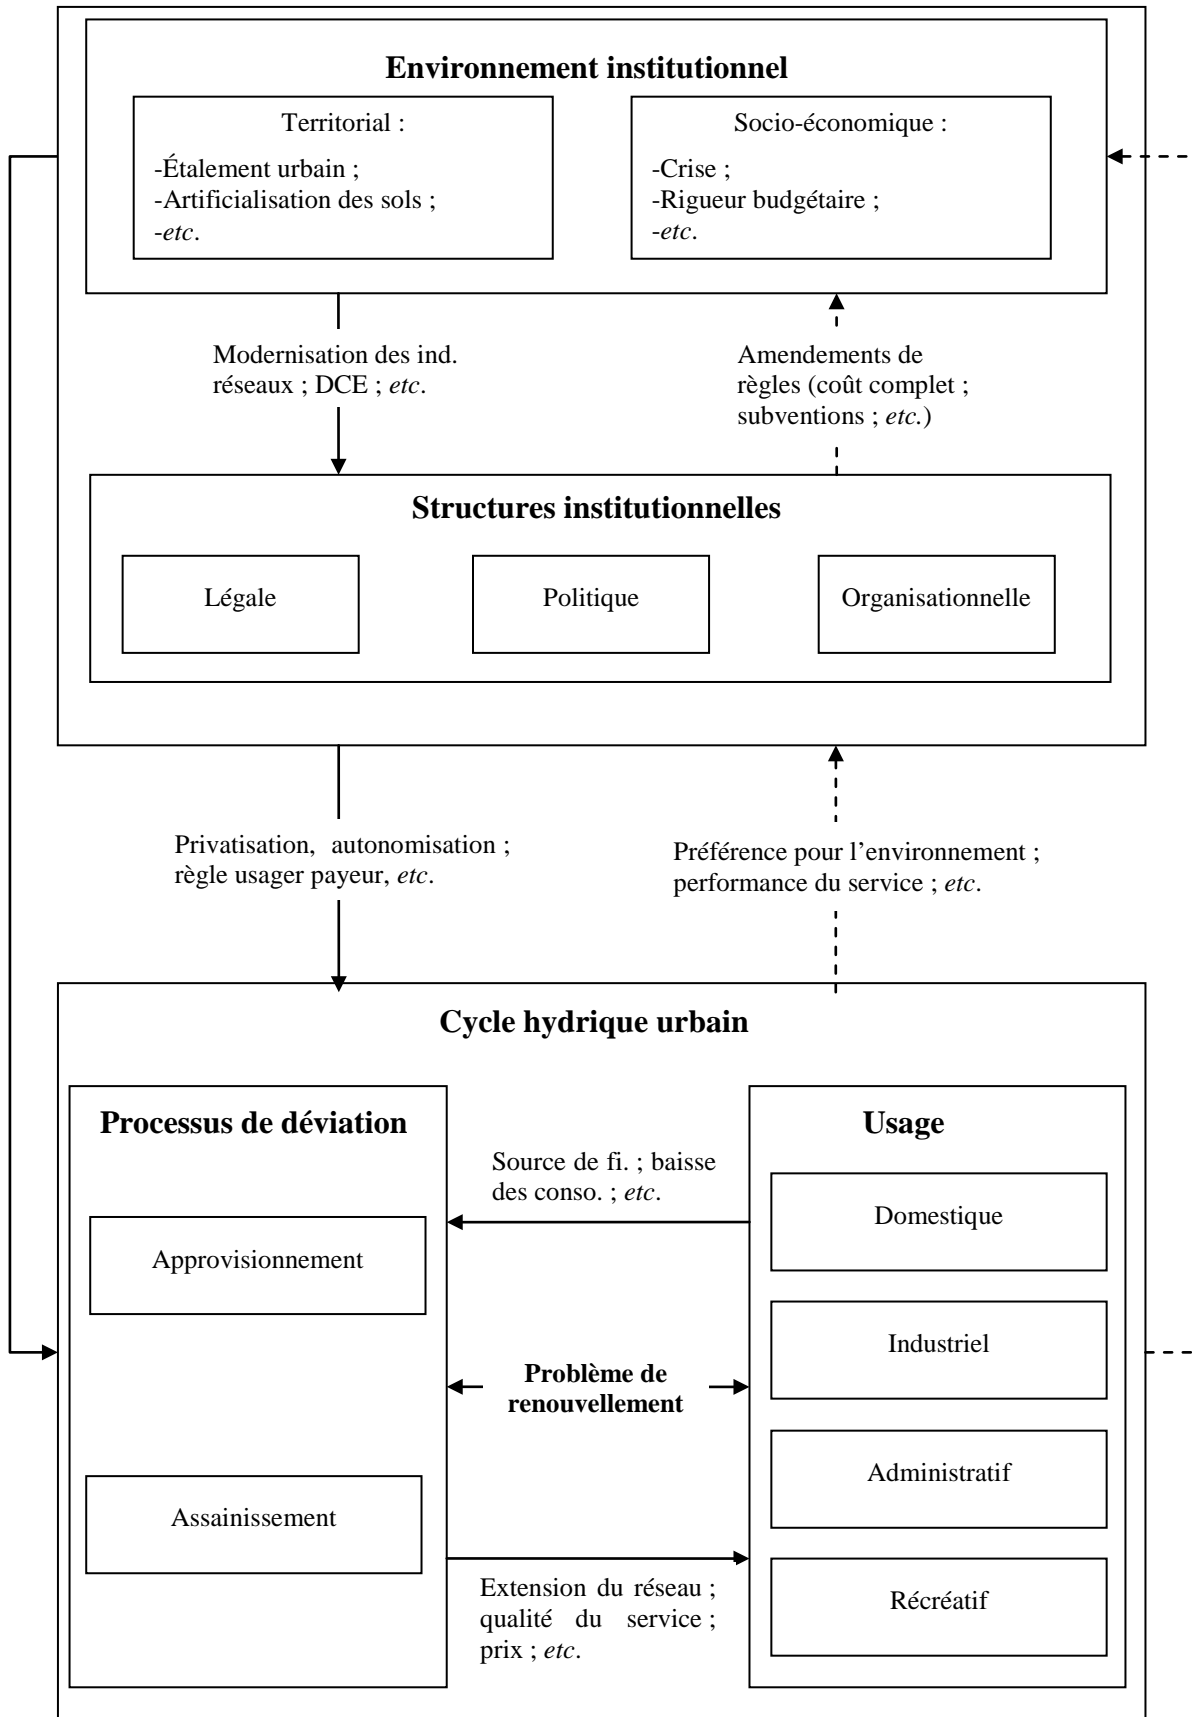 Environnement institutionnel
Territorial :
-Étalement urbain ;
-Artificialisation des sols ;
-etc.
Socio-économique :
-Crise ;
-Rigueur budgétaire ;
-etc.
Modernisation des ind.
réseaux ; DCE ; etc.
Amendements de
règles (coût complet ;
subventions ; etc.)
Structures institutionnelles
Légale
Politique
Organisationnelle
Privatisation, autonomisation ;
règle usager payeur, etc.
Préférence pour l’environnement ;
performance du service ; etc.
Cycle hydrique urbain
Processus de déviation
Approvisionnement
Assainissement
Source de fi. ; baisse
des conso. ; etc.
Problème de
renouvellement
Extension du réseau ;
qualité du service ;
prix ; etc.
Usage
Domestique
Industriel
Administratif
Récréatif